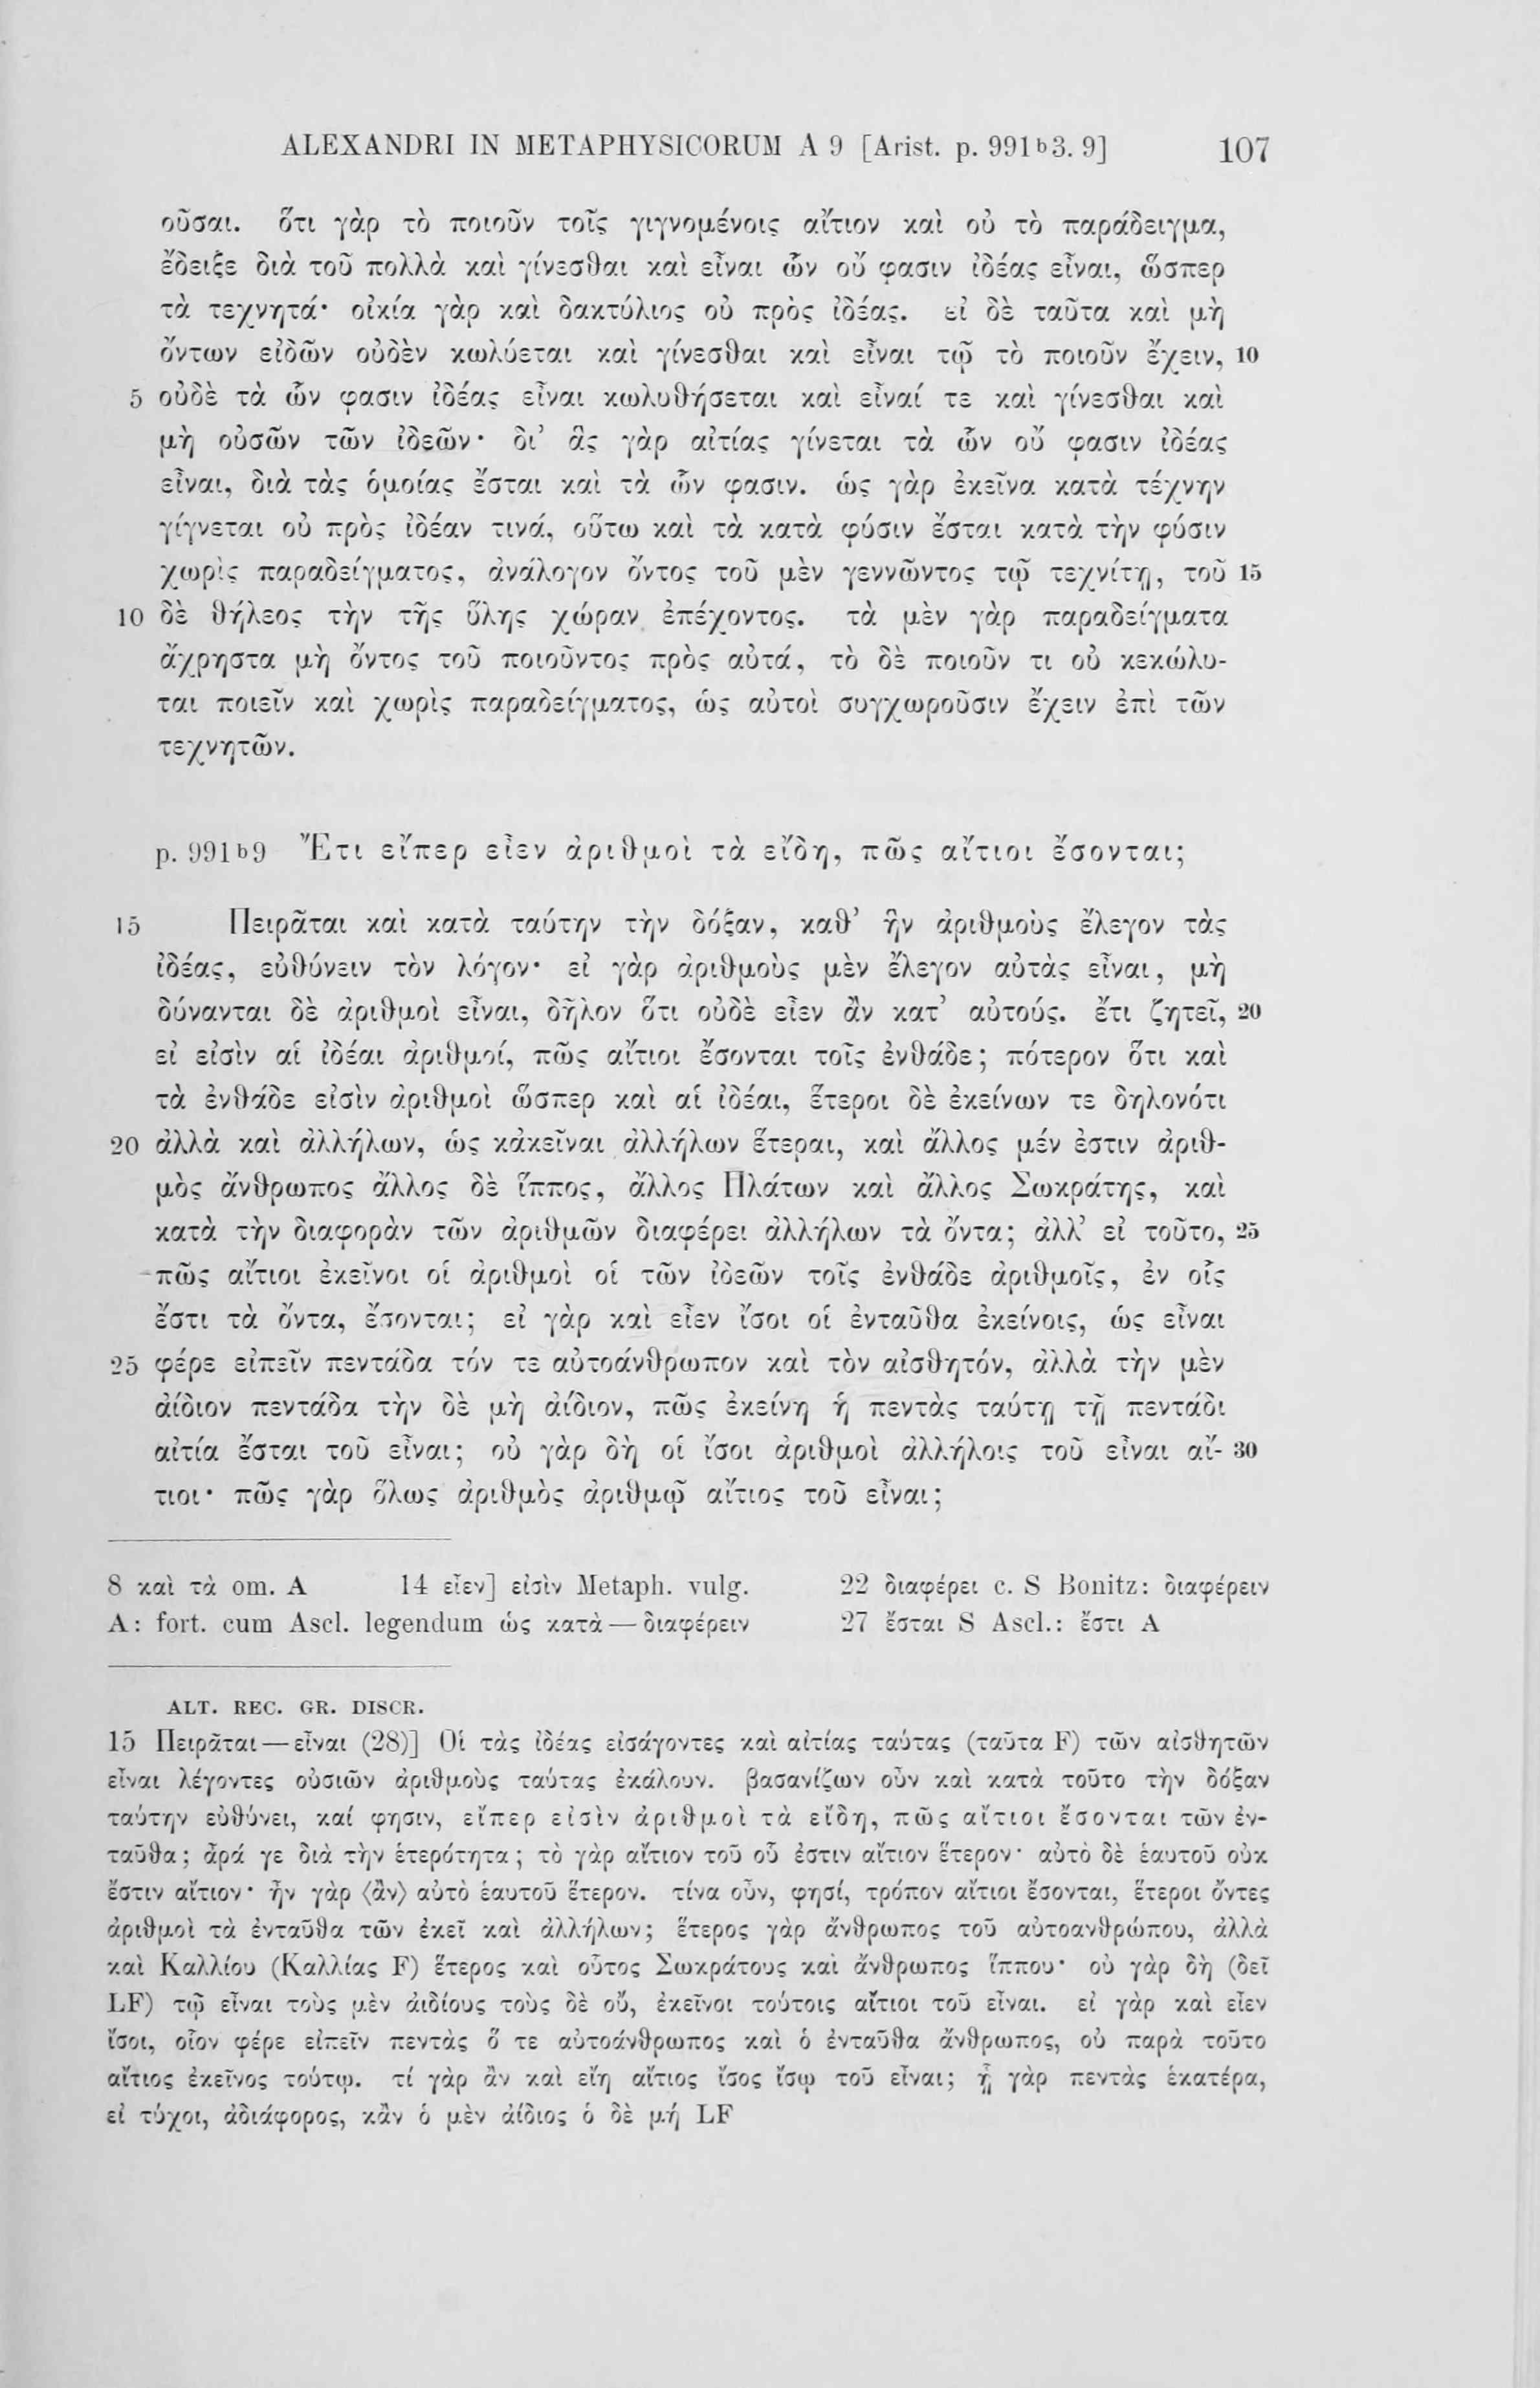 ALEXANDRI IN METAPHYSICORUM A 9 [Arist. p. 991ᵇ3. 9] 107
οὖσαι. ὅτι γὰρ τὸ ποιοῦν τοῖς γιγνομένοις αἴτιον καὶ οὐ τὸ παράδειγμα,
ἔδειξε διὰ τοῦ πολλὰ καὶ γίνεσθαι καὶ εἶναι ὧν οὔ φασιν ἰδέας εἶναι, ὥσπερ
τὰ τεχνητά· οἰκία γὰρ καὶ δακτύλιος οὐ πρὸς ἰδέας. εἰ δὲ ταῦτα καὶ μὴ
ὄντων εἰδῶν οὐδὲν κωλύεται καὶ γίνεσθαι καὶ εἶναι τῷ τὸ ποιοῦν ἔχειν, 10
5 οὐδὲ τὰ ὧν φασιν ἰδέας εἶναι κωλυθήσεται καὶ εἶναί τε καὶ γίνεσθαι καὶ
μὴ οὐσῶν τῶν ἰδεῶν· δι’ ἃς γὰρ αἰτίας γίνεται τὰ ὧν οὔ φασιν ἰδέας
εἶναι, διὰ τὰς ὁμοίας ἔσται καὶ τὰ ὧν φασιν. ὡς γὰρ ἐκεῖνα κατὰ τέχνην
γίγνεται οὐ πρὸς ἰδέαν τινά, οὕτω καὶ τὰ κατὰ φύσιν ἔσται κατὰ τὴν φύσιν
χωρὶς παραδείγματος, ἀνάλογον ὄντος τοῦ μὲν γεννῶντος τῷ τεχνίτῃ, τοῦ 15
10 δὲ θήλεος τὴν τῆς ὕλης χώραν ἐπέχοντος. τὰ μὲν γὰρ παραδείγματα
ἄχρηστα μὴ ὄντος τοῦ ποιοῦντος πρὸς αὐτά, τὸ δὲ ποιοῦν τι οὐ κεκώλυ-
ται ποιεῖν καὶ χωρὶς παραδείγματος, ὡς αὐτοὶ συγχωροῦσιν ἔχειν ἐπὶ τῶν
τεχνητῶν.
p. 991ᵇ9 Ἔτι εἴπερ εἶεν ἀριθμοὶ τὰ εἴδη, πῶς αἴτιοι ἔσονται;
15 Πειρᾶται καὶ κατὰ ταύτην τὴν δόξαν, καθ’ ἣν ἀριθμοὺς ἔλεγον τὰς
ἰδέας, εὐθύνειν τὸν λόγον· εἰ γὰρ ἀριθμοὺς μὲν ἔλεγον αὐτὰς εἶναι, μὴ
δύνανται δὲ ἀριθμοὶ εἶναι, δῆλον ὅτι οὐδὲ εἶεν ἂν κατ’ αὐτούς. ἔτι ζητεῖ, 20
εἰ εἰσὶν αἱ ἰδέαι ἀριθμοί, πῶς αἴτιοι ἔσονται τοῖς ἐνθάδε; πότερον ὅτι καὶ
τὰ ἐνθάδε εἰσὶν ἀριθμοὶ ὥσπερ καὶ αἱ ἰδέαι, ἕτεροι δὲ ἐκείνων τε δηλονότι
20 ἀλλὰ καὶ ἀλλήλων, ὡς κἀκεῖναι ἀλλήλων ἕτεραι, καὶ ἄλλος μέν ἐστιν ἀριθ-
μὸς ἄνθρωπος ἄλλος δὲ ἵππος, ἄλλος Πλάτων καὶ ἄλλος Σωκράτης, καὶ
κατὰ τὴν διαφορὰν τῶν ἀριθμῶν διαφέρει ἀλλήλων τὰ ὄντα; ἀλλ’ εἰ τοῦτο, 25
πῶς αἴτιοι ἐκεῖνοι οἱ ἀριθμοὶ οἱ τῶν ἰδεῶν τοῖς ἐνθάδε ἀριθμοῖς, ἐν οἷς
ἔστι τὰ ὄντα, ἔσονται; εἰ γὰρ καὶ εἶεν ἴσοι οἱ ἐνταῦθα ἐκείνοις, ὡς εἶναι
25 φέρε εἰπεῖν πεντάδα τόν τε αὐτοάνθρωπον καὶ τὸν αἰσθητόν, ἀλλὰ τὴν μὲν
ἀίδιον πεντάδα τὴν δὲ μὴ ἀίδιον, πῶς ἐκείνη ἡ πεντὰς ταύτῃ τῇ πεντάδι
αἰτία ἔσται τοῦ εἶναι; οὐ γὰρ δὴ οἱ ἴσοι ἀριθμοὶ ἀλλήλοις τοῦ εἶναι αἴ- 30
τιοι· πῶς γὰρ ὅλως ἀριθμὸς ἀριθμῷ αἴτιος τοῦ εἶναι;
8 καὶ τὰ om. A 14 εἶεν] εἰσὶν Metaph. vulg. 22 διαφέρει c. S Bonitz: διαφέρειν
A: fort. cum Ascl. legendum ὡς κατὰ — διαφέρειν 27 ἔσται S Ascl.: ἔστι A
ALT. REC. GR. DISCR.
15 Πειρᾶται — εἶναι (28)] Οἱ τὰς ἰδέας εἰσάγοντες καὶ αἰτίας ταύτας (ταῦτα F) τῶν αἰσθητῶν
εἶναι λέγοντες οὐσιῶν ἀριθμοὺς ταύτας ἐκάλουν. βασανίζων οὖν καὶ κατὰ τοῦτο τὴν δόξαν
ταύτην εὐθύνει, καί φησιν, εἴπερ εἰσὶν ἀριθμοὶ τὰ εἴδη, πῶς αἴτιοι ἔσονται τῶν ἐν-
ταῦθα; ἆρά γε διὰ τὴν ἑτερότητα; τὸ γὰρ αἴτιον τοῦ οὗ ἐστιν αἴτιον ἕτερον· αὐτὸ δὲ ἑαυτοῦ οὐκ
ἔστιν αἴτιον· ἦν γὰρ ⟨ἂν⟩ αὐτὸ ἑαυτοῦ ἕτερον. τίνα οὖν, φησί, τρόπον αἴτιοι ἔσονται, ἕτεροι ὄντες
ἀριθμοὶ τὰ ἐνταῦθα τῶν ἐκεῖ καὶ ἀλλήλων; ἕτερος γὰρ ἄνθρωπος τοῦ αὐτοανθρώπου, ἀλλὰ
καὶ Καλλίου (Καλλίας F) ἕτερος καὶ οὗτος Σωκράτους καὶ ἄνθρωπος ἵππου· οὐ γὰρ δὴ (δεῖ
LF) τῷ εἶναι τοὺς μὲν ἀιδίους τοὺς δὲ οὔ, ἐκεῖνοι τούτοις αἴτιοι τοῦ εἶναι. εἰ γὰρ καὶ εἶεν
ἴσοι, οἷον φέρε εἰπεῖν πεντὰς ὅ τε αὐτοάνθρωπος καὶ ὁ ἐνταῦθα ἄνθρωπος, οὐ παρὰ τοῦτο
αἴτιος ἐκεῖνος τούτῳ. τί γὰρ ἂν καὶ εἴη αἴτιος ἴσος ἴσῳ τοῦ εἶναι; ᾗ γὰρ πεντὰς ἑκατέρα,
εἰ τύχοι, ἀδιάφορος, κἂν ὁ μὲν ἀίδιος ὁ δὲ μή LF